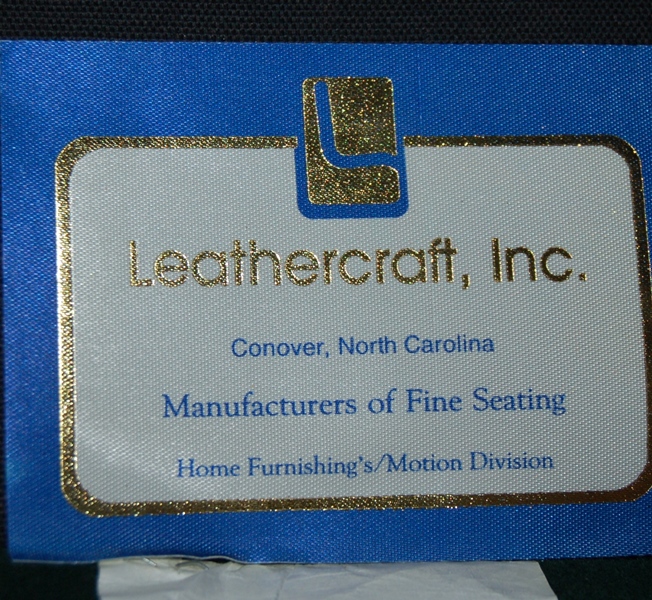 Leathercraft, Inc.
Conover, North Carolina
Manufacturers of Fine Seating
Home Furnishing's/Motion Division